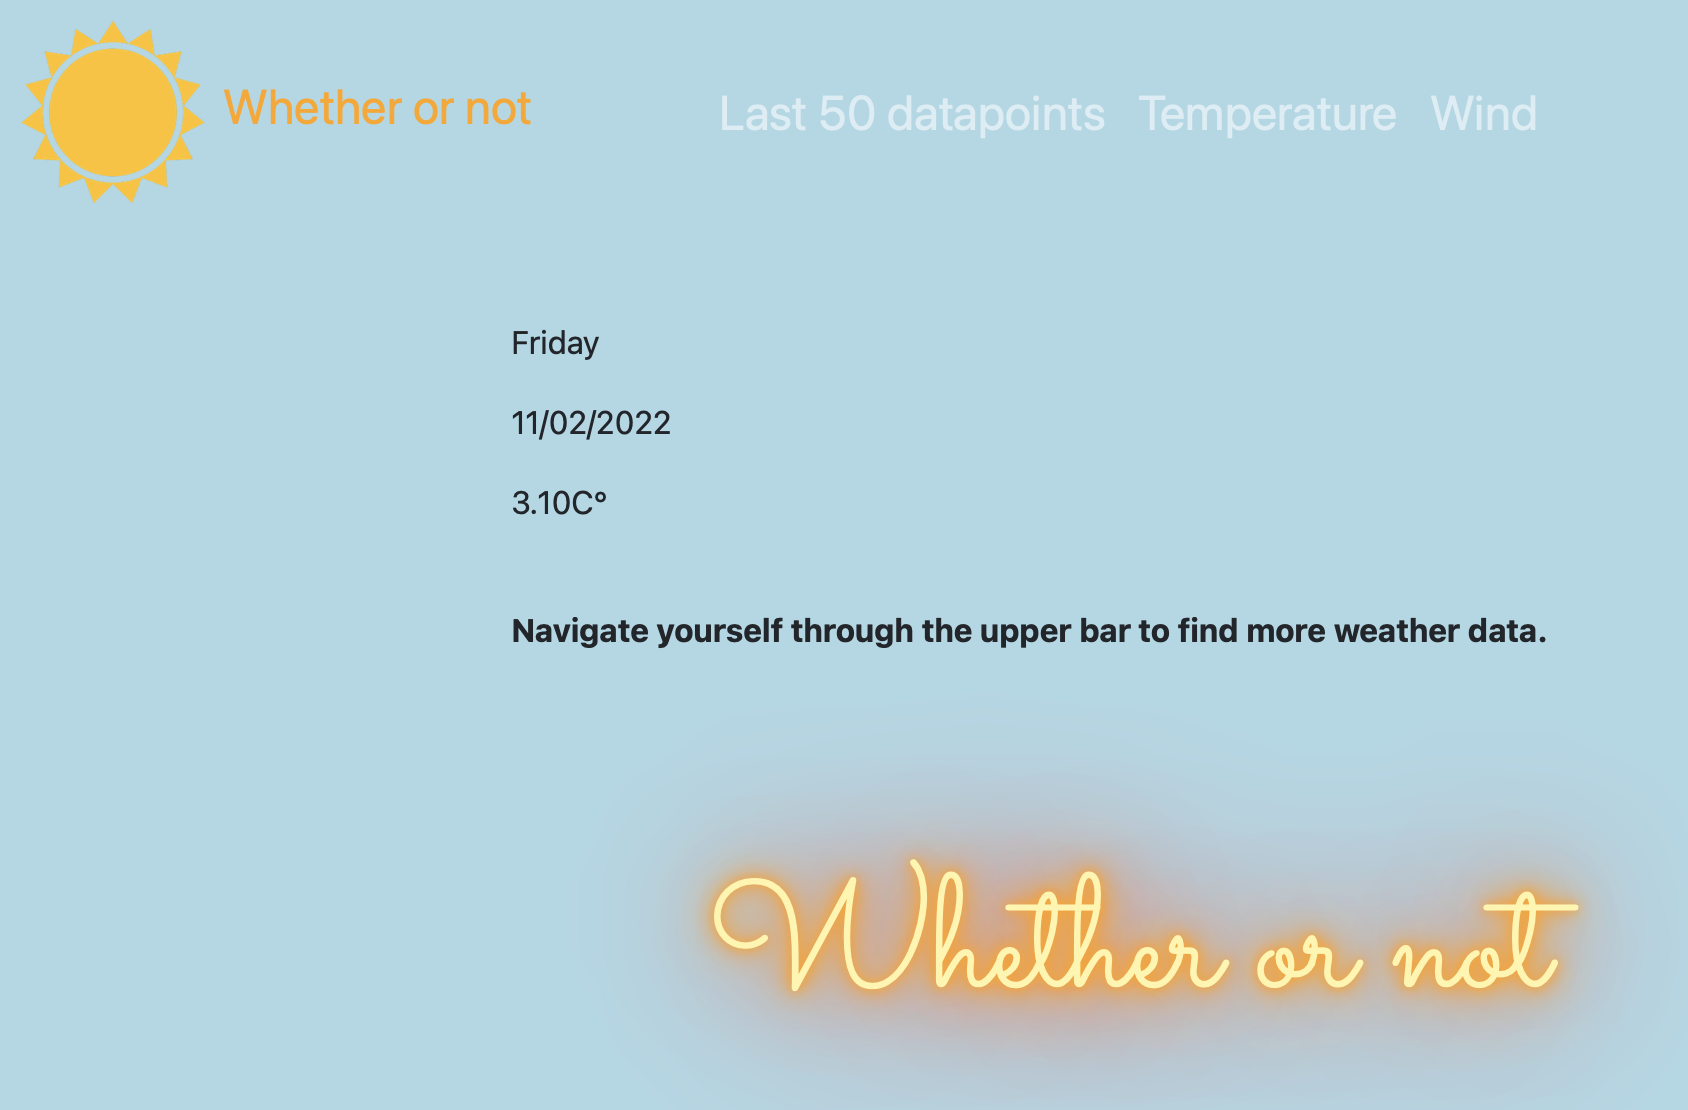 Whether or not
Last 50 datapoints Temperature Wind
Friday
11/02/2022
3.10C°
Navigate yourself through the upper bar to find more weather data.
Whether or not